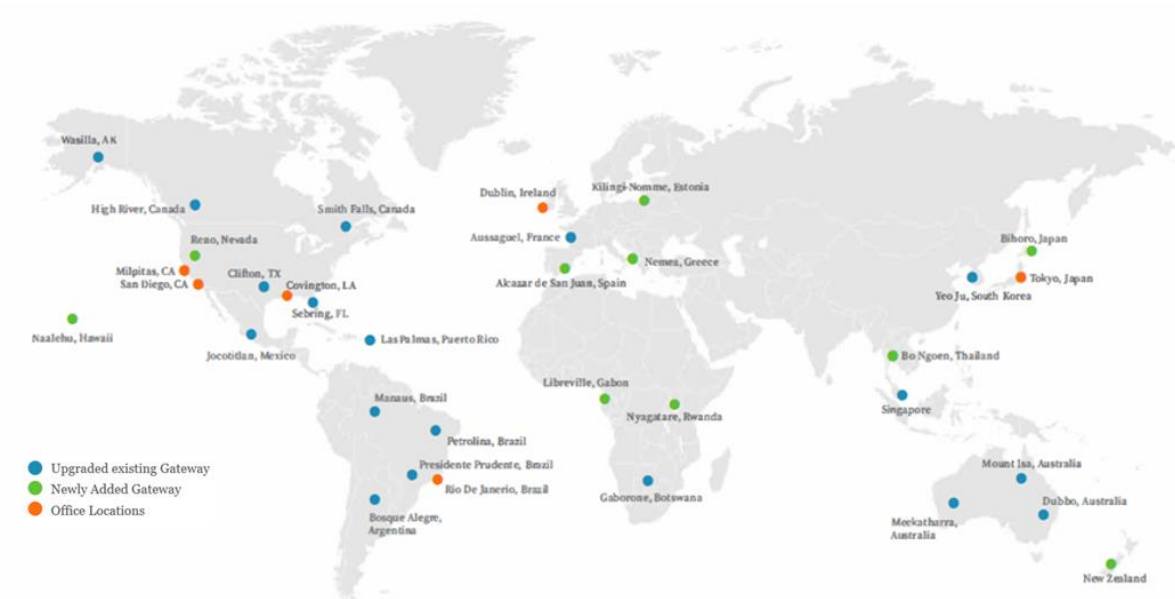 Wasilla, AK
High River, Canada
Smith Falls, Canada
Reno, Nevada
Milpitas, CA
San Diego, CA
Clifton, TX
Covington, LA
Sebring, FL
Naalehu, Hawaii
Jocotitlan, Mexico
Las Palmas, Puerto Rico
Dublin, Ireland
Kilingi-Nomme, Estonia
Aussaguel, France
Nemea, Greece
Alcazar de San Juan, Spain
Bihoro, Japan
Tokyo, Japan
Yeo Ju, South Korea
Bo Ngoen, Thailand
Singapore
Libreville, Gabon
Nyagatare, Rwanda
Gaborone, Botswana
Manaus, Brazil
Petrolina, Brazil
Presidente Prudente, Brazil
Rio De Janerio, Brazil
Bosque Alegre,
Argentina
Mount Isa, Australia
Dubbo, Australia
Meekatharra,
Australia
New Zealand
Upgraded existing Gateway
Newly Added Gateway
Office Locations